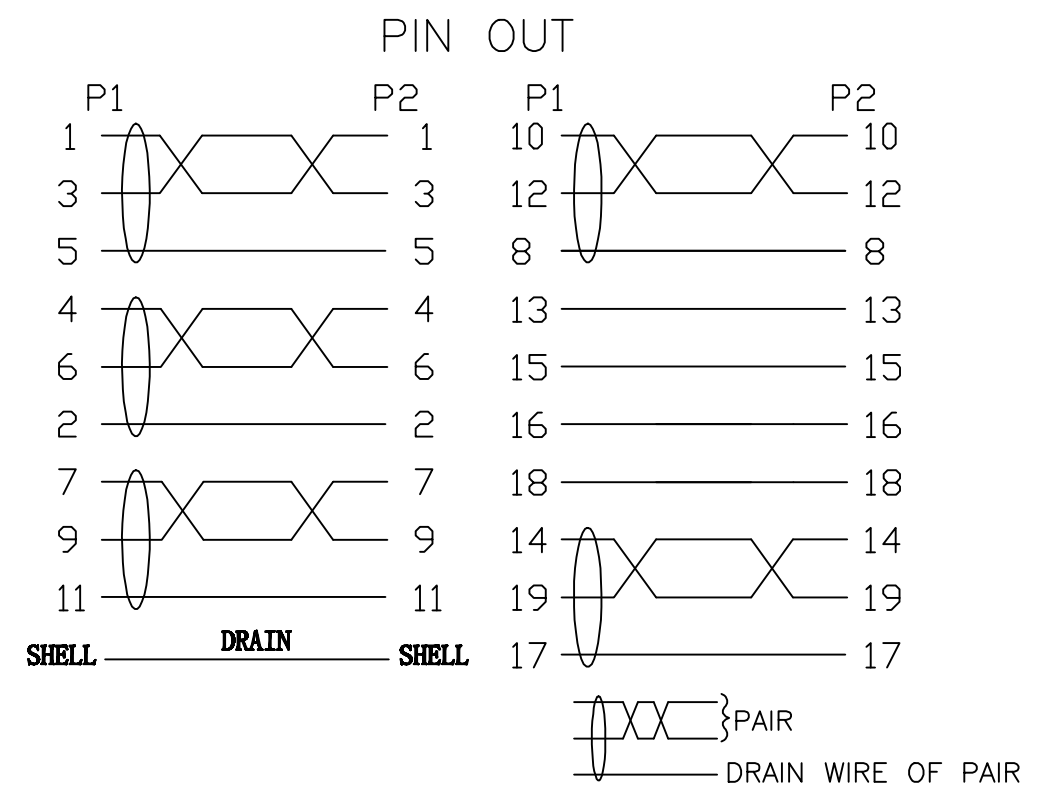 PIN OUT
P1 P2 P1 P2
1 1 10 10
3 3 12 12
5 5 8 8
4 4 13 13
6 6 15 15
2 2 16 16
7 7 18 18
9 9 14 14
11 11 19 19
SHELL DRAIN SHELL 17 17
PAIR
DRAIN WIRE OF PAIR